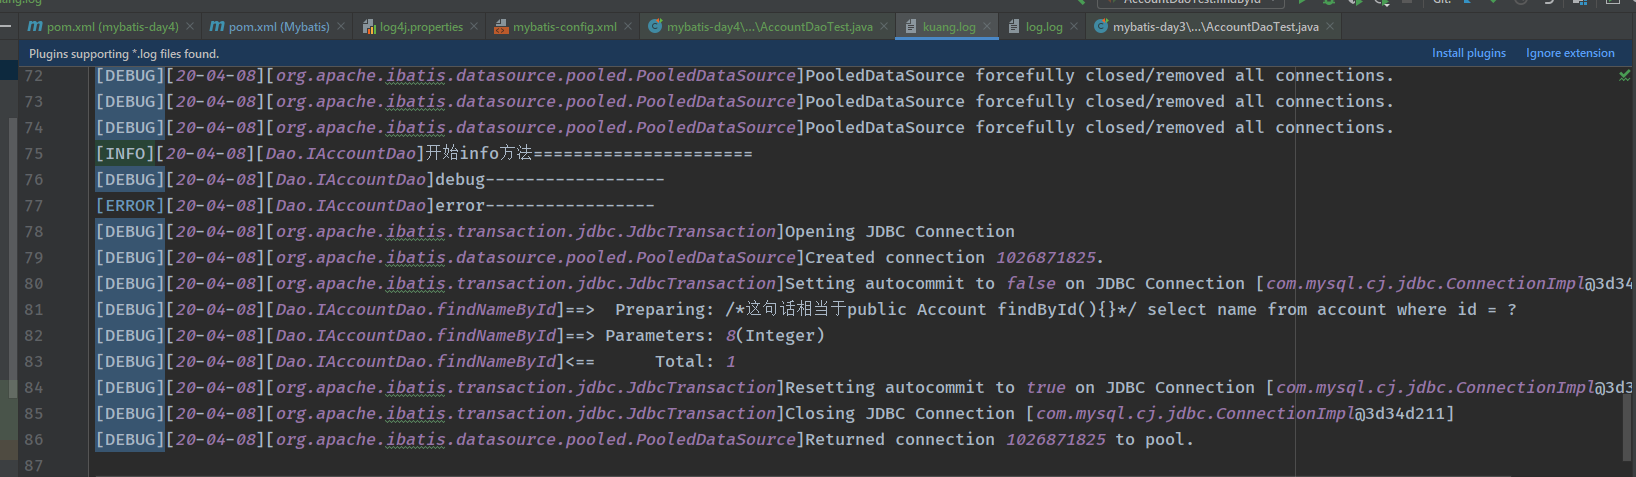 pom.xml (mybatis-day4) pom.xml (Mybatis) log4j.properties mybatis-config.xml mybatis-day4\...\AccountDaoTest.java kuang.log log.log mybatis-day3\...\AccountDaoTest.java
Plugins supporting *.log files found. Install plugins Ignore extension
72 [DEBUG][20-04-08][org.apache.ibatis.datasource.pooled.PooledDataSource]PooledDataSource forcefully closed/removed all connections.
73 [DEBUG][20-04-08][org.apache.ibatis.datasource.pooled.PooledDataSource]PooledDataSource forcefully closed/removed all connections.
74 [DEBUG][20-04-08][org.apache.ibatis.datasource.pooled.PooledDataSource]PooledDataSource forcefully closed/removed all connections.
75 [INFO][20-04-08][Dao.IAccountDao]开始info方法======================
76 [DEBUG][20-04-08][Dao.IAccountDao]debug------------------
77 [ERROR][20-04-08][Dao.IAccountDao]error-----------------
78 [DEBUG][20-04-08][org.apache.ibatis.transaction.jdbc.JdbcTransaction]Opening JDBC Connection
79 [DEBUG][20-04-08][org.apache.ibatis.datasource.pooled.PooledDataSource]Created connection 1026871825.
80 [DEBUG][20-04-08][org.apache.ibatis.transaction.jdbc.JdbcTransaction]Setting autocommit to false on JDBC Connection [com.mysql.cj.jdbc.ConnectionImpl@3d34
81 [DEBUG][20-04-08][Dao.IAccountDao.findNameById]==>  Preparing: /*这句话相当于public Account findById(){}*/ select name from account where id = ?
82 [DEBUG][20-04-08][Dao.IAccountDao.findNameById]==> Parameters: 8(Integer)
83 [DEBUG][20-04-08][Dao.IAccountDao.findNameById]<==      Total: 1
84 [DEBUG][20-04-08][org.apache.ibatis.transaction.jdbc.JdbcTransaction]Resetting autocommit to true on JDBC Connection [com.mysql.cj.jdbc.ConnectionImpl@3d3
85 [DEBUG][20-04-08][org.apache.ibatis.transaction.jdbc.JdbcTransaction]Closing JDBC Connection [com.mysql.cj.jdbc.ConnectionImpl@3d34d211]
86 [DEBUG][20-04-08][org.apache.ibatis.datasource.pooled.PooledDataSource]Returned connection 1026871825 to pool.
87